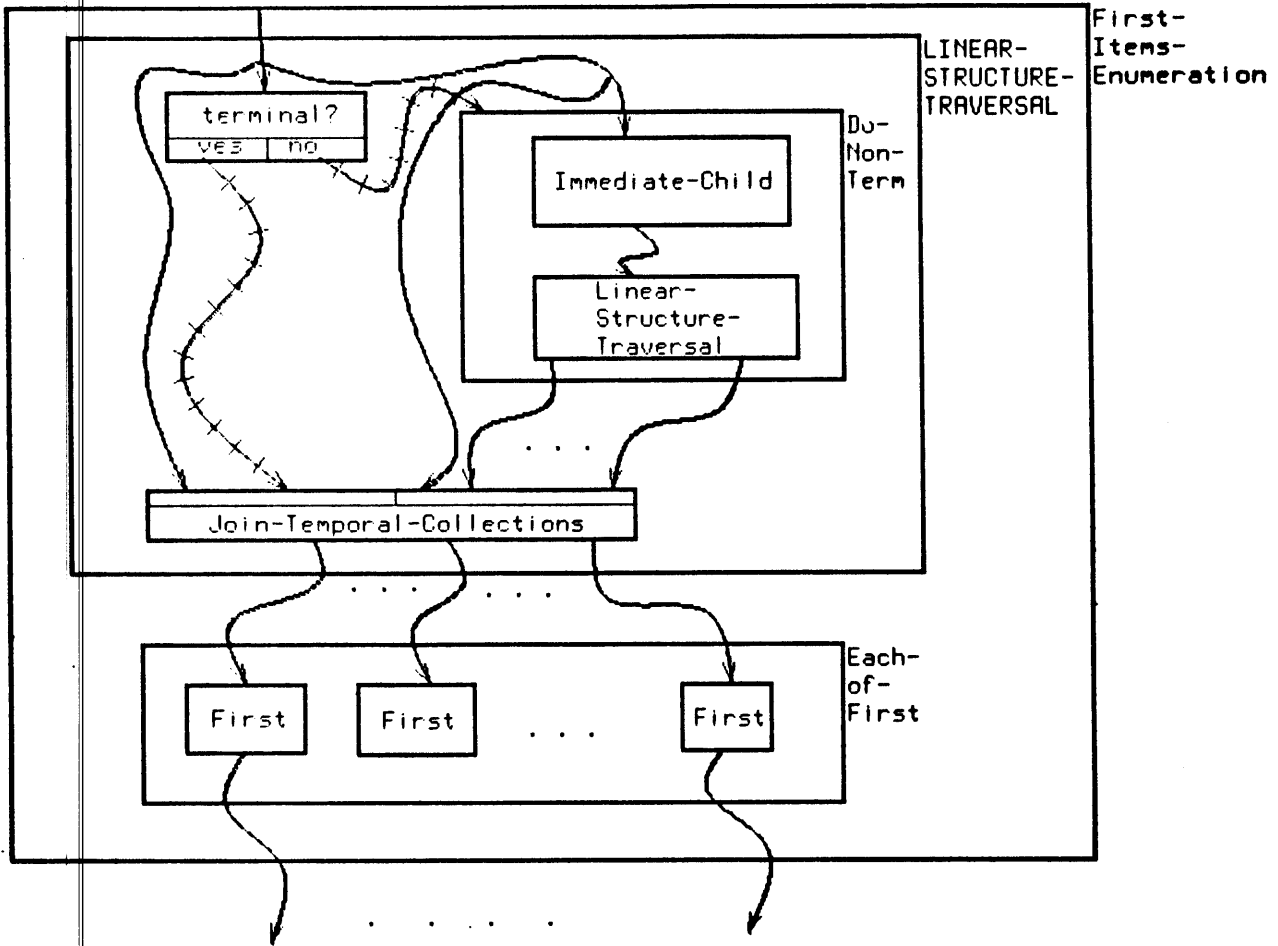 First-
Items-
Enumeration
LINEAR-
STRUCTURE-
TRAVERSAL
terminal?
yes no
Do-
Non-
Term
Immediate-Child
Linear-
Structure-
Traversal
. . .
Join-Temporal-Collections
. . . . . .
Each-
of-
First
First First . . . First
. . . .